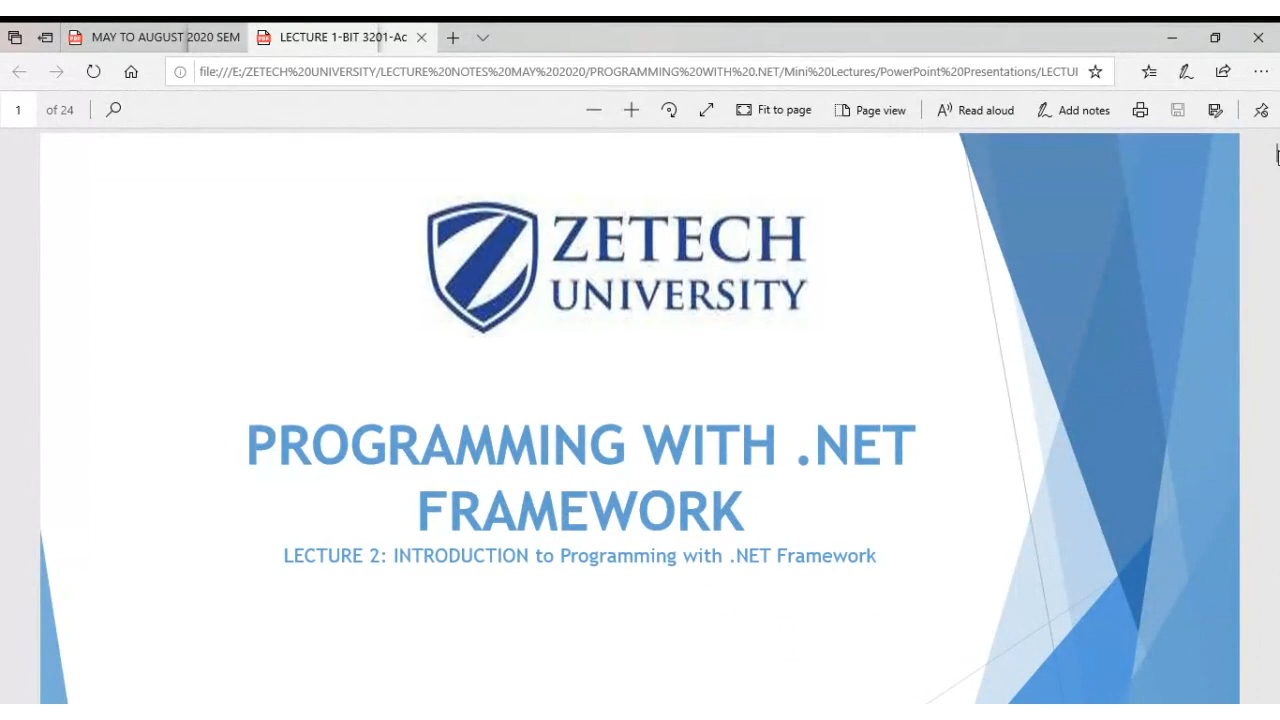 MAY TO AUGUST 2020 SEM
LECTURE 1-BIT 3201-Ac
file:///E:/ZETECH%20UNIVERSITY/LECTURE%20NOTES%20MAY%202020/PROGRAMMING%20WITH%20.NET/Mini%20Lectures/PowerPoint%20Presentations/LECTUI
1 of 24 Fit to page Page view Read aloud Add notes
ZETECH
UNIVERSITY
PROGRAMMING WITH .NET
FRAMEWORK
LECTURE 2: INTRODUCTION to Programming with .NET Framework